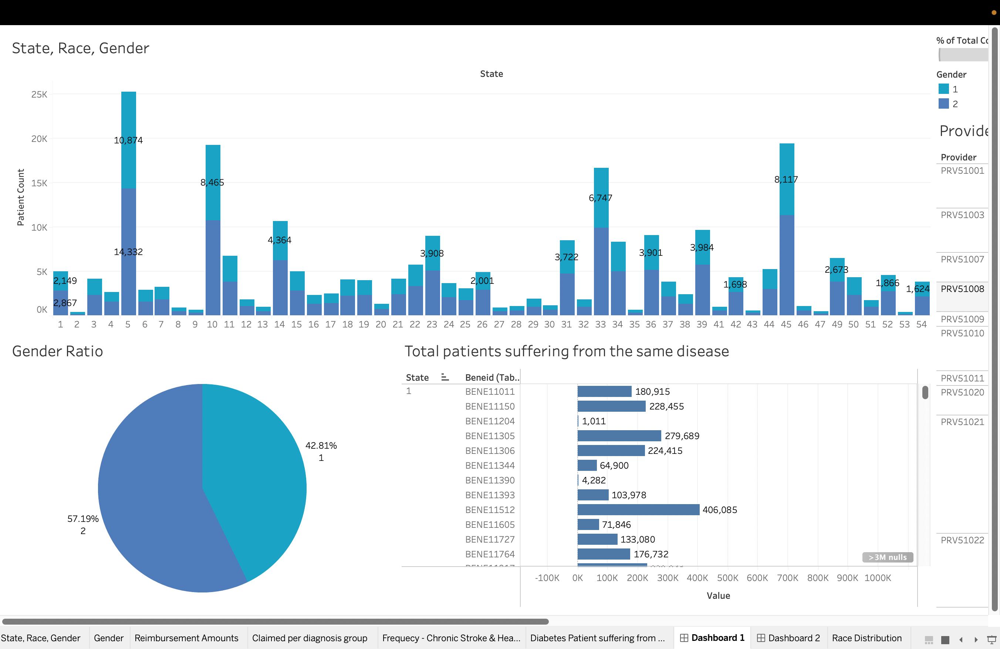 State, Race, Gender
State
Patient Count
25K
20K
15K
10K
5K
0K
10,874
14,332
8,465
4,364
2,149
2,867
3,908
2,001
3,722
6,747
3,901
3,984
1,698
8,117
2,673
1,866
1,624
1 2 3 4 5 6 7 8 9 10 11 12 13 14 15 16 17 18 19 20 21 22 23 24 25 26 27 28 29 30 31 32 33 34 35 36 37 38 39 41 42 43 44 45 46 47 49 50 51 52 53 54
% of Total Co
Gender
1
2
Provide
Provider
PRV51001
PRV51003
PRV51007
PRV51008
PRV51009
PRV51010
PRV51011
PRV51020
PRV51021
PRV51022
Gender Ratio
42.81%
1
57.19%
2
Total patients suffering from the same disease
State Beneid (Tab..
1 BENE11011 180,915
BENE11150 228,455
BENE11204 1,011
BENE11305 279,689
BENE11306 224,415
BENE11344 64,900
BENE11390 4,282
BENE11393 103,978
BENE11512 406,085
BENE11605 71,846
BENE11727 133,080
BENE11764 176,732
>3M nulls
-100K 0K 100K 200K 300K 400K 500K 600K 700K 800K 900K 1000K
Value
State, Race, Gender
Gender
Reimbursement Amounts
Claimed per diagnosis group
Frequecy - Chronic Stroke & Hea...
Diabetes Patient suffering from ...
Dashboard 1
Dashboard 2
Race Distribution